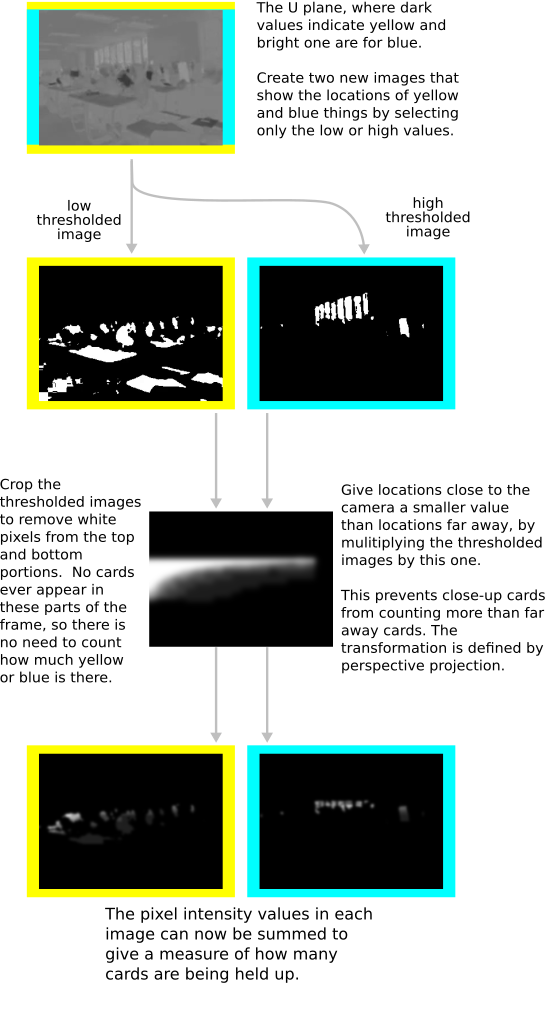 The U plane, where dark
values indicate yellow and
bright one are for blue.
Create two new images that
show the locations of yellow
and blue things by selecting
only the low or high values.
low
thresholded
image
high
thresholded
image
Crop the
thresholded images
to remove white
pixels from the top
and bottom
portions.  No cards
ever appear in
these parts of the
frame, so there is
no need to count
how much yellow
or blue is there.
Give locations close to the
camera a smaller value
than locations far away, by
mulitiplying the thresholded
images by this one.
This prevents close-up cards
from counting more than far
away cards. The
transformation is defined by
perspective projection.
The pixel intensity values in each
image can now be summed to
give a measure of how many
cards are being held up.